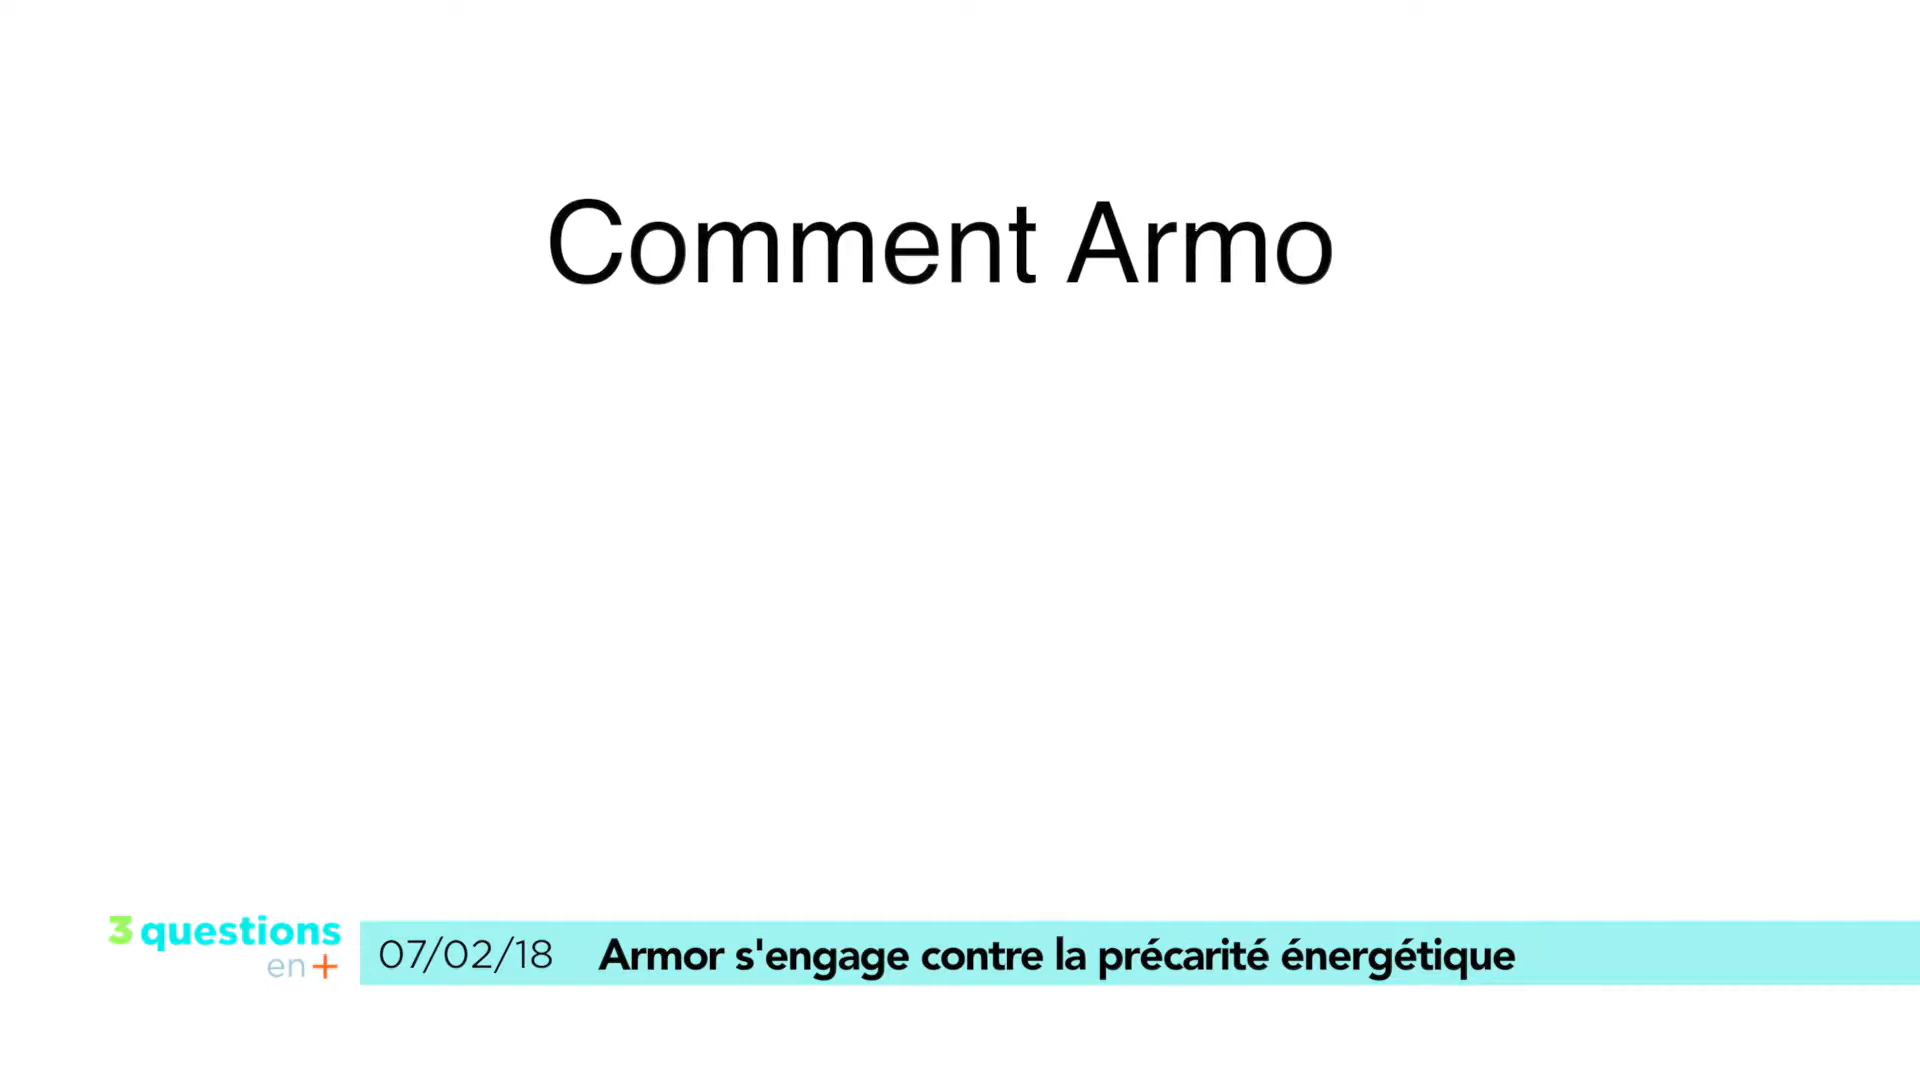 Comment Armo
3 questions
en +
07/02/18 Armor s'engage contre la précarité énergétique